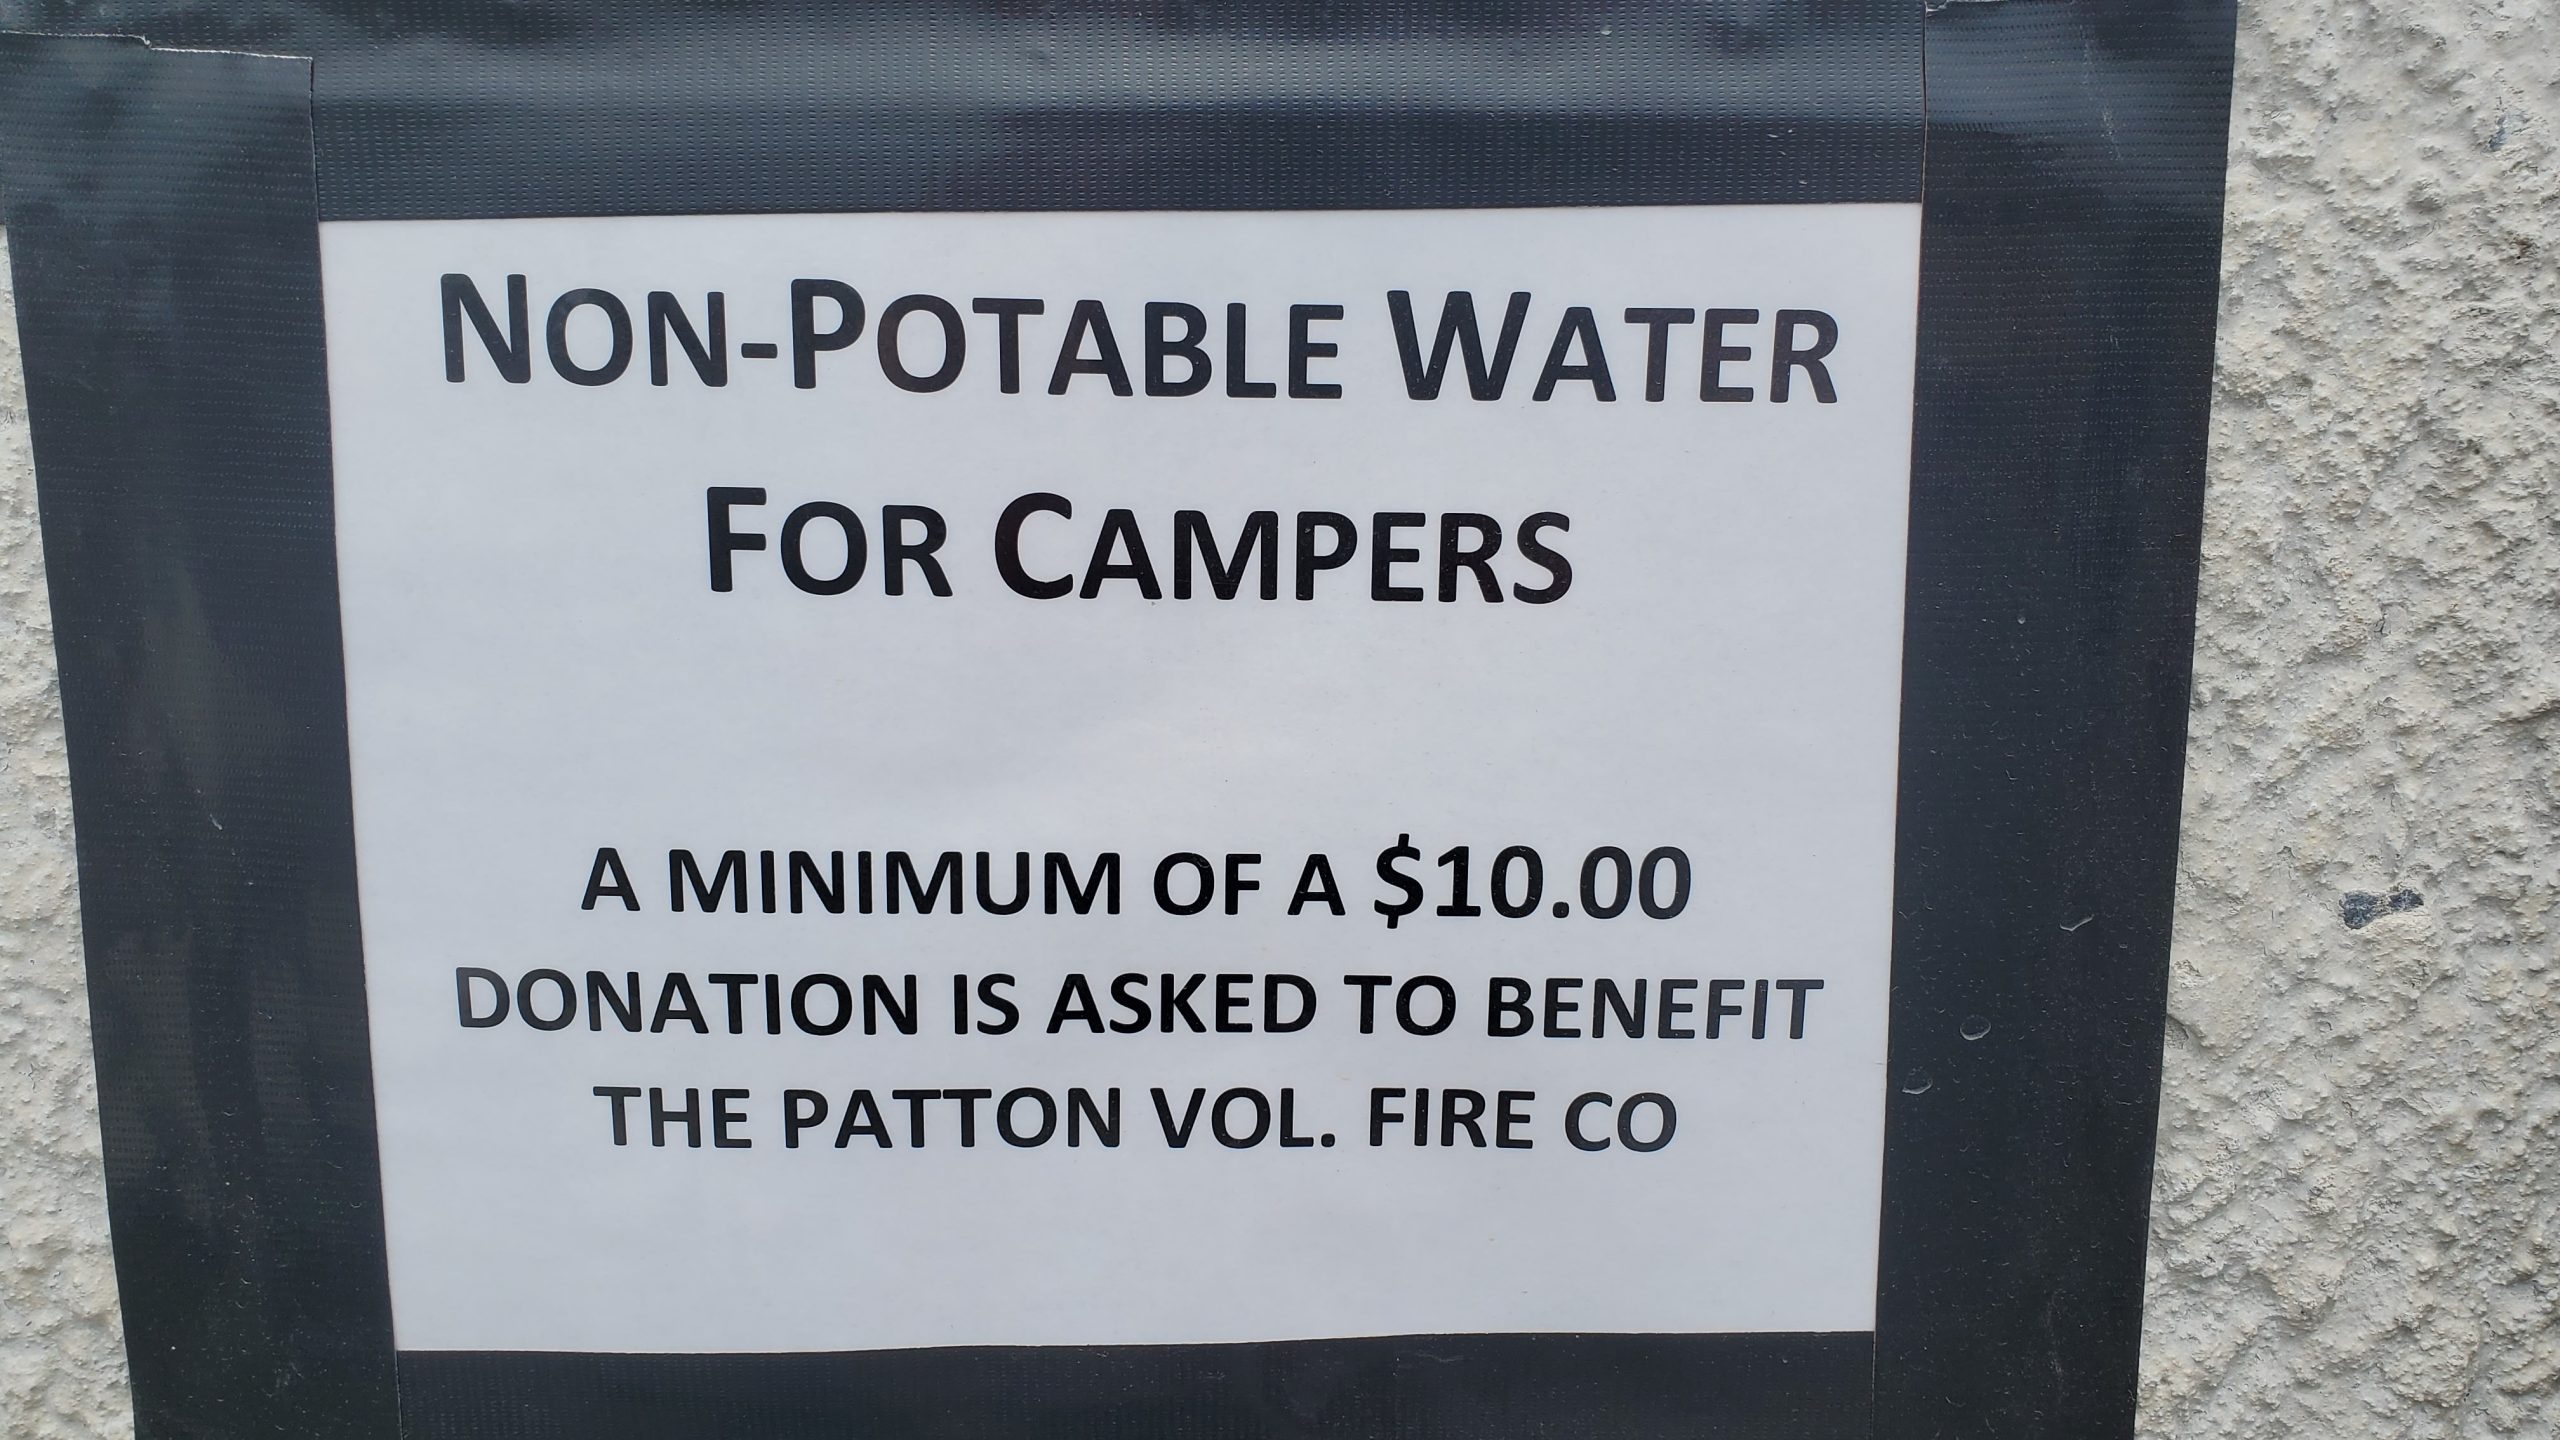 NON-POTABLE WATER
FOR CAMPERS
A MINIMUM OF A $10.00
DONATION IS ASKED TO BENEFIT
THE PATTON VOL. FIRE CO